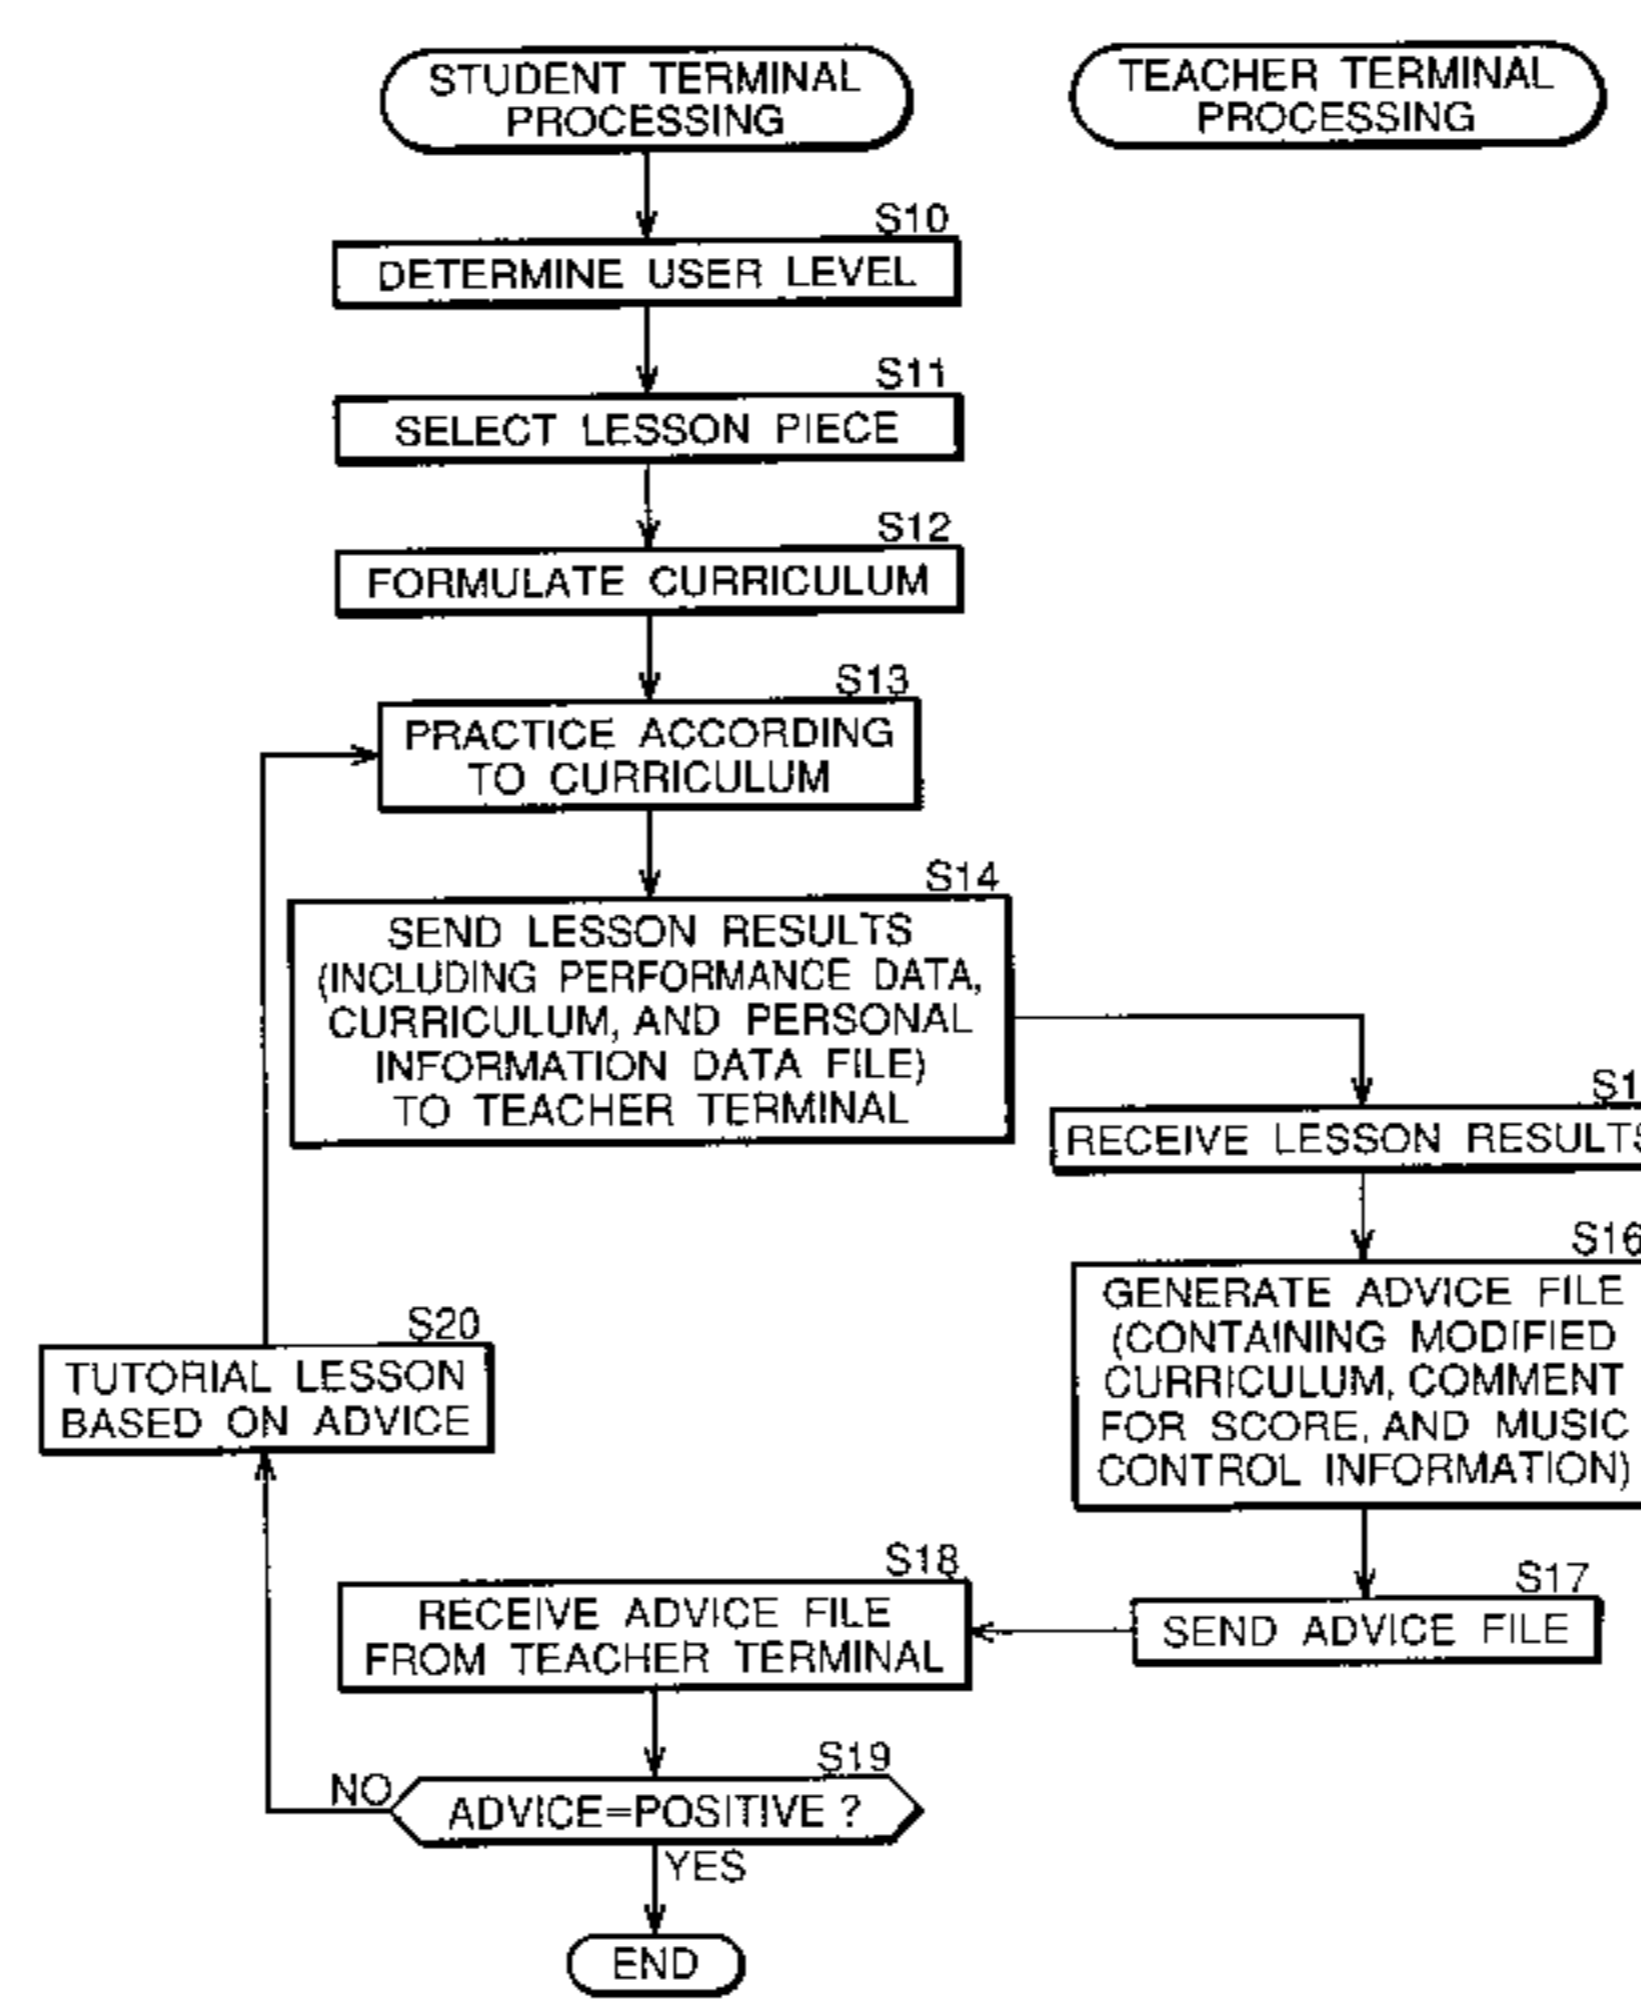 STUDENT TERMINAL
PROCESSING
TEACHER TERMINAL
PROCESSING
S10
DETERMINE USER LEVEL
S11
SELECT LESSON PIECE
S12
FORMULATE CURRICULUM
S13
PRACTICE ACCORDING
TO CURRICULUM
S14
SEND LESSON RESULTS
(INCLUDING PERFORMANCE DATA,
CURRICULUM, AND PERSONAL
INFORMATION DATA FILE)
TO TEACHER TERMINAL
S1
RECEIVE LESSON RESULTS
S16
GENERATE ADVICE FILE
(CONTAINING MODIFIED
CURRICULUM, COMMENT
FOR SCORE, AND MUSIC
CONTROL INFORMATION)
S17
SEND ADVICE FILE
S18
RECEIVE ADVICE FILE
FROM TEACHER TERMINAL
S19
ADVICE=POSITIVE ?
NO
YES
S20
TUTORIAL LESSON
BASED ON ADVICE
END